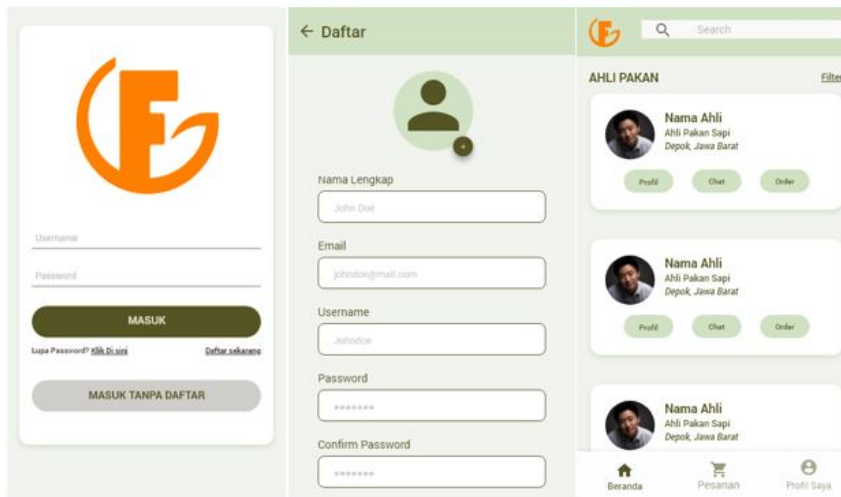 Username
Password
MASUK
Lupa Password? Klik Di sini
Daftar sekarang
MASUK TANPA DAFTAR
← Daftar
+
Nama Lengkap
John Doe
Email
johndoe@mail.com
Username
Johndoe
Password
*******
Confirm Password
*******
Search
AHLI PAKAN
Filter
Nama Ahli
Ahli Pakan Sapi
Depok, Jawa Barat
Profil
Chat
Order
Nama Ahli
Ahli Pakan Sapi
Depok, Jawa Barat
Profil
Chat
Order
Nama Ahli
Ahli Pakan Sapi
Depok, Jawa Barat
Beranda
Pesanan
Profil Saya